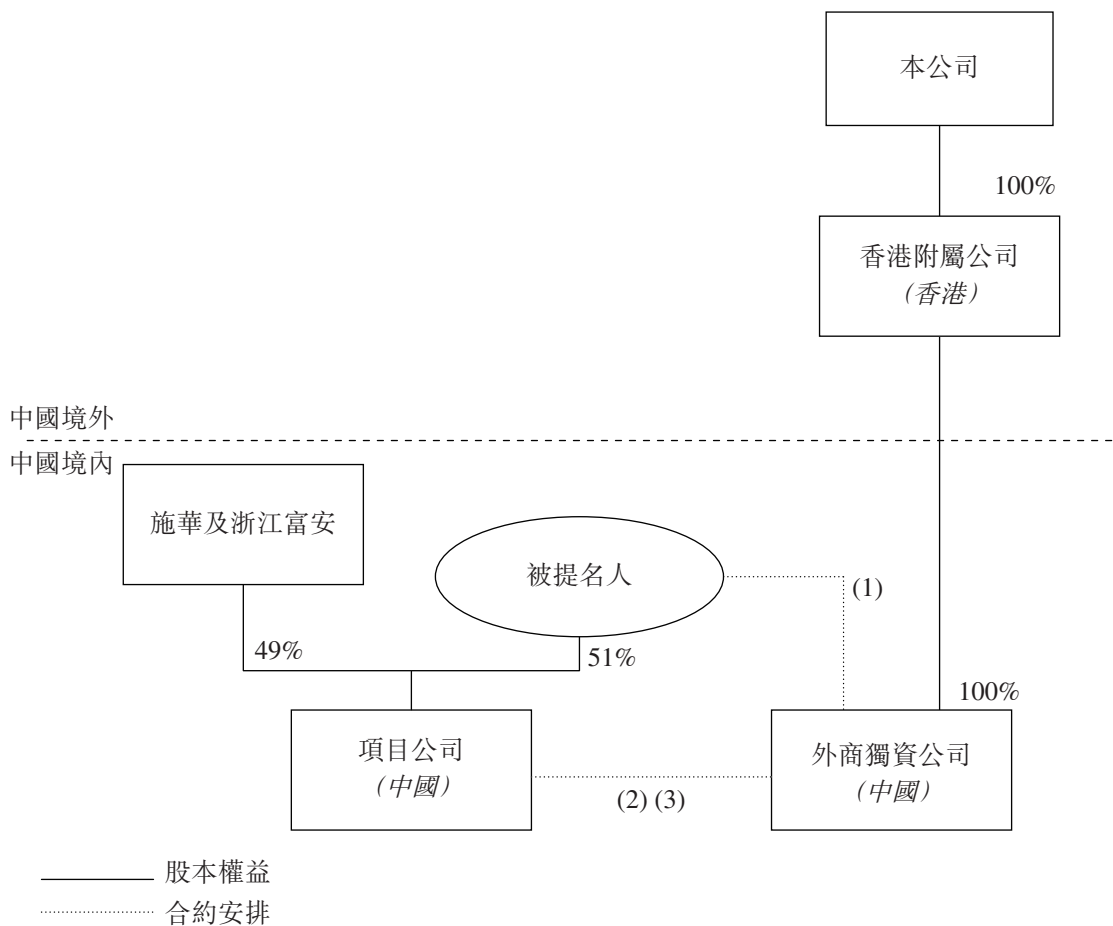 本公司
100%
香港附屬公司
（香港）
中國境外
中國境內
施華及浙江富安
被提名人
(1)
49%
51%
100%
項目公司
（中國）
外商獨資公司
（中國）
(2) (3)
股本權益
合約安排